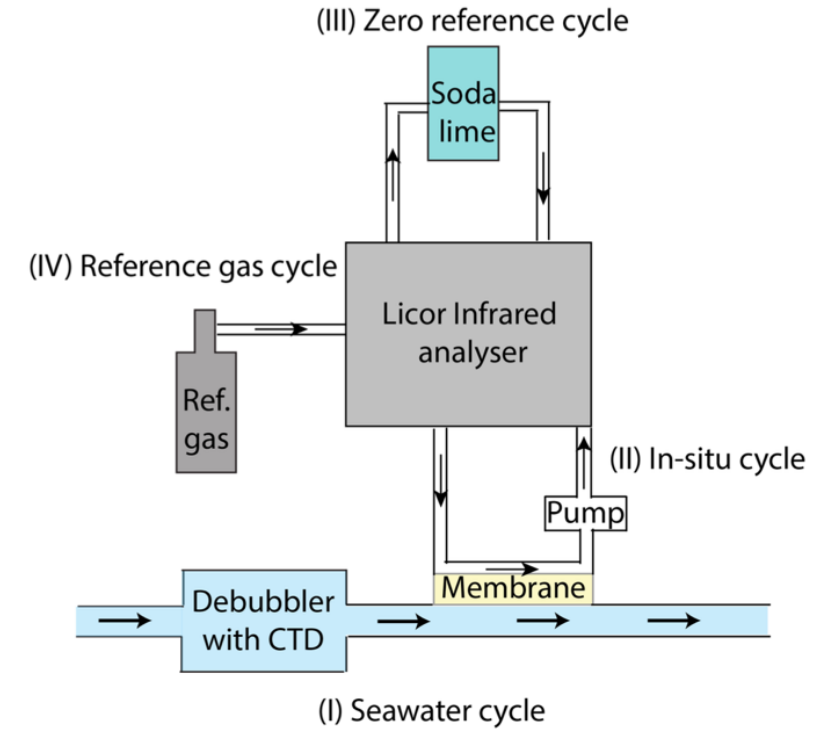 (III) Zero reference cycle
Soda
lime
(IV) Reference gas cycle
Licor Infrared
analyser
Ref.
gas
(II) In-situ cycle
Pump
Membrane
Debubbler
with CTD
(I) Seawater cycle